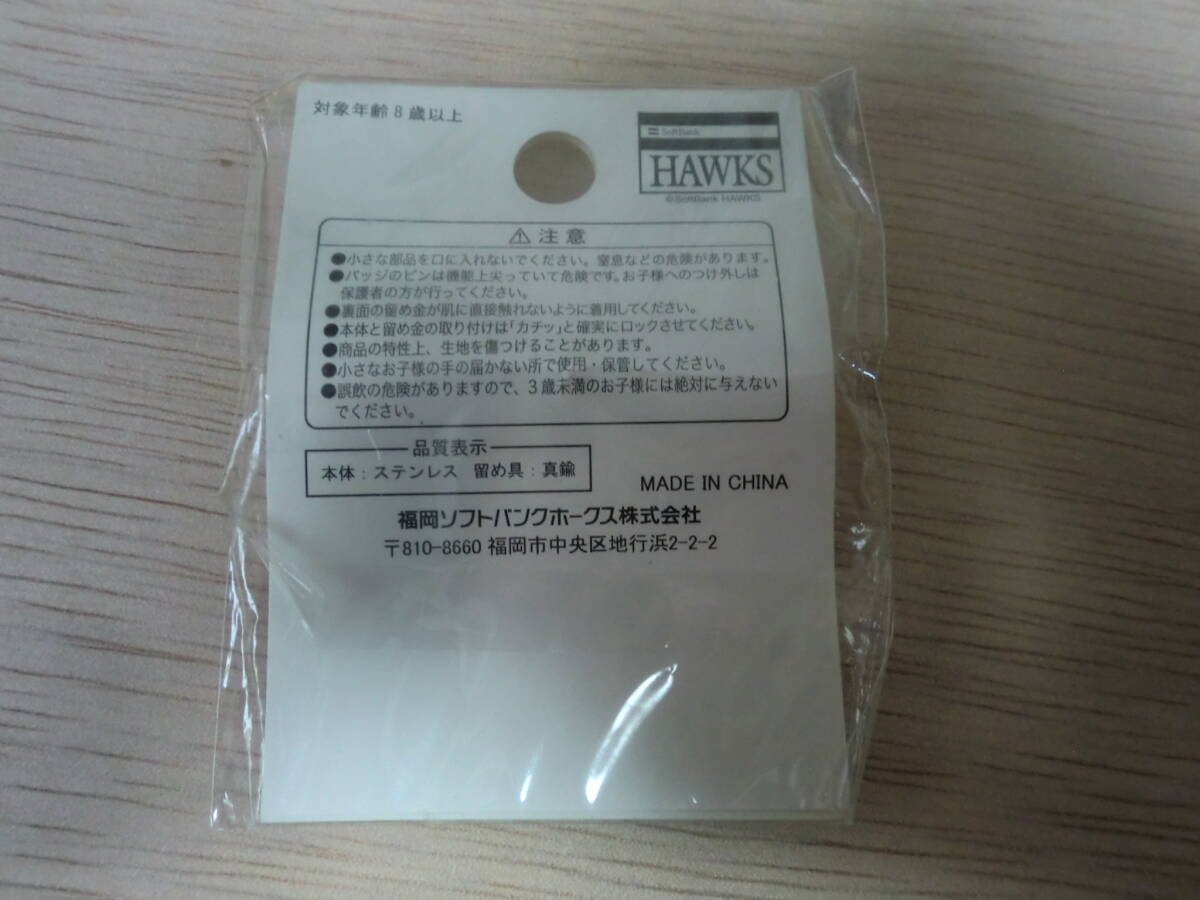 対象年齢8歳以上
SoftBank
HAWKS
©SoftBank HAWKS
⚠注意
●小さな部品を口に入れないでください。窒息などの危険があります。
●バッジのピンは機能上尖っていて危険です。お子様へのつけ外しは
保護者の方が行ってください。
●裏面の留め金が肌に直接触れないように着用してください。
●本体と留め金の取り付けは「カチッ」と確実にロックさせてください。
●商品の特性上、生地を傷つけることがあります。
●小さなお子様の手の届かない所で使用・保管してください。
●誤飲の危険がありますので、3歳未満のお子様には絶対に与えない
でください。
品質表示
本体:ステンレス 留め具:真鍮
MADE IN CHINA
福岡ソフトバンクホークス株式会社
〒810-8660 福岡市中央区地行浜2-2-2